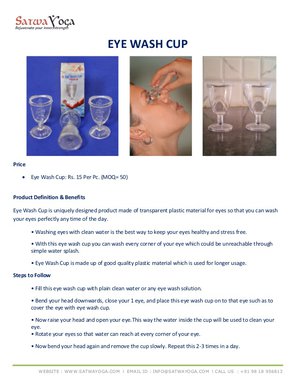 SATWAYOGA
Rejuvenate your InnerStrength
EYE WASH CUP
Price
• Eye Wash Cup: Rs. 15 Per Pc. (MOQ= 50)
Product Definition & Benefits
Eye Wash Cup is uniquely designed product made of transparent plastic material for eyes so that you can wash
your eyes perfectly any time of the day.
• Washing eyes with clean water is the best way to keep your eyes healthy and stress free.
• With this eye wash cup you can wash every corner of your eye which could be unreachable through
simple water splash.
• Eye Wash Cup is made up of good quality plastic material which is used for longer usage.
Steps to Follow
• Fill this eye wash cup with plain clean water or any eye wash solution.
• Bend your head downwards, close your 1 eye, and place this eye wash cup on to that eye such as to
cover the eye with eye wash cup.
• Now raise your head and open your eye.This way the water inside the cup will be used to clean your
eye.
• Rotate your eyes so that water can reach at every corner of your eye.
• Now bend your head again and remove the cup slowly. Repeat this 2-3 times in a day.
WEBSITE : WWW.SATWAYOGA.COM | EMAIL ID : INFO@SATWAYOGA.COM | CALL US :